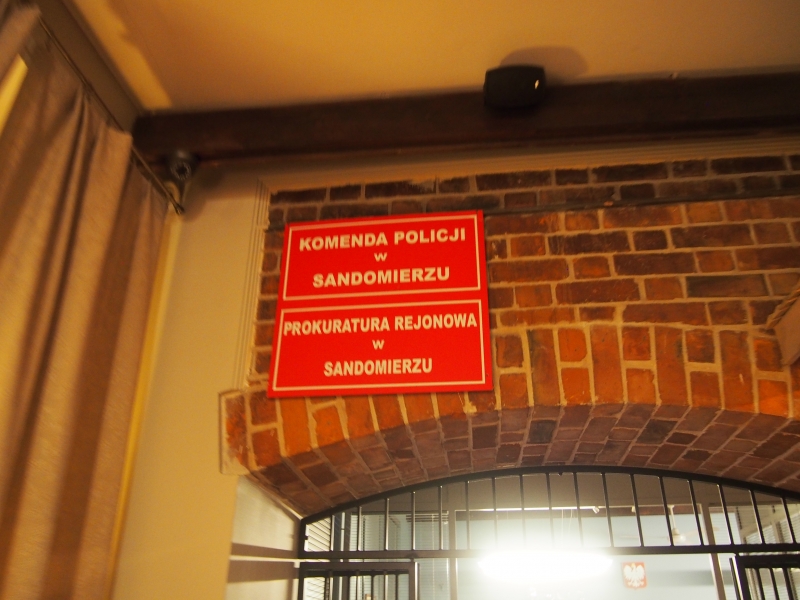 KOMENDA POLICJI
w
SANDOMIERZU
PROKURATURA REJONOWA
w
SANDOMIERZU